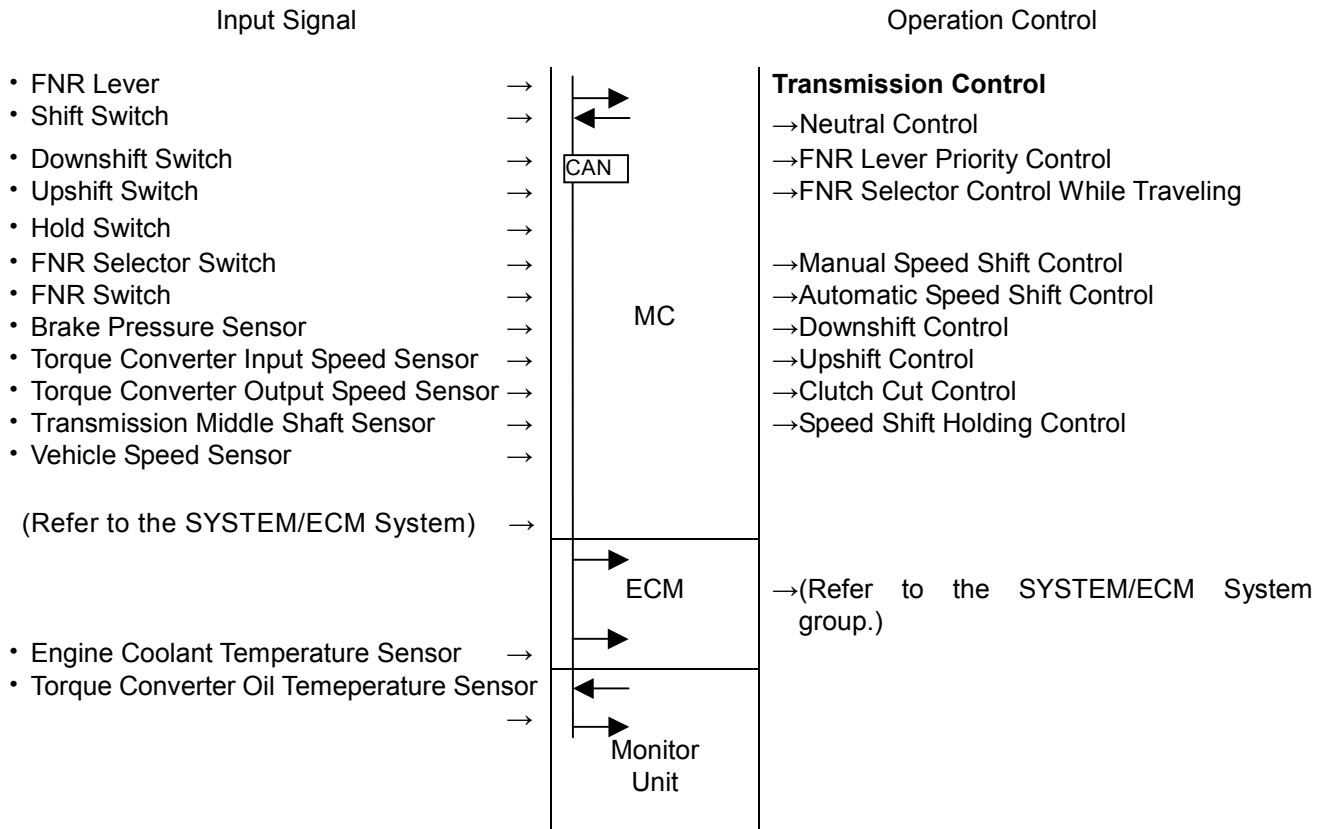 Input Signal
Operation Control
・FNR Lever →
・Shift Switch →
・Downshift Switch →
・Upshift Switch →
・Hold Switch →
・FNR Selector Switch →
・FNR Switch →
・Brake Pressure Sensor →
・Torque Converter Input Speed Sensor →
・Torque Converter Output Speed Sensor →
・Transmission Middle Shaft Sensor →
・Vehicle Speed Sensor →
(Refer to the SYSTEM/ECM System) →
・Engine Coolant Temperature Sensor →
・Torque Converter Oil Temeperature Sensor
→
CAN
MC
ECM
Monitor
Unit
Transmission Control
→Neutral Control
→FNR Lever Priority Control
→FNR Selector Control While Traveling
→Manual Speed Shift Control
→Automatic Speed Shift Control
→Downshift Control
→Upshift Control
→Clutch Cut Control
→Speed Shift Holding Control
→(Refer to the SYSTEM/ECM System
group.)